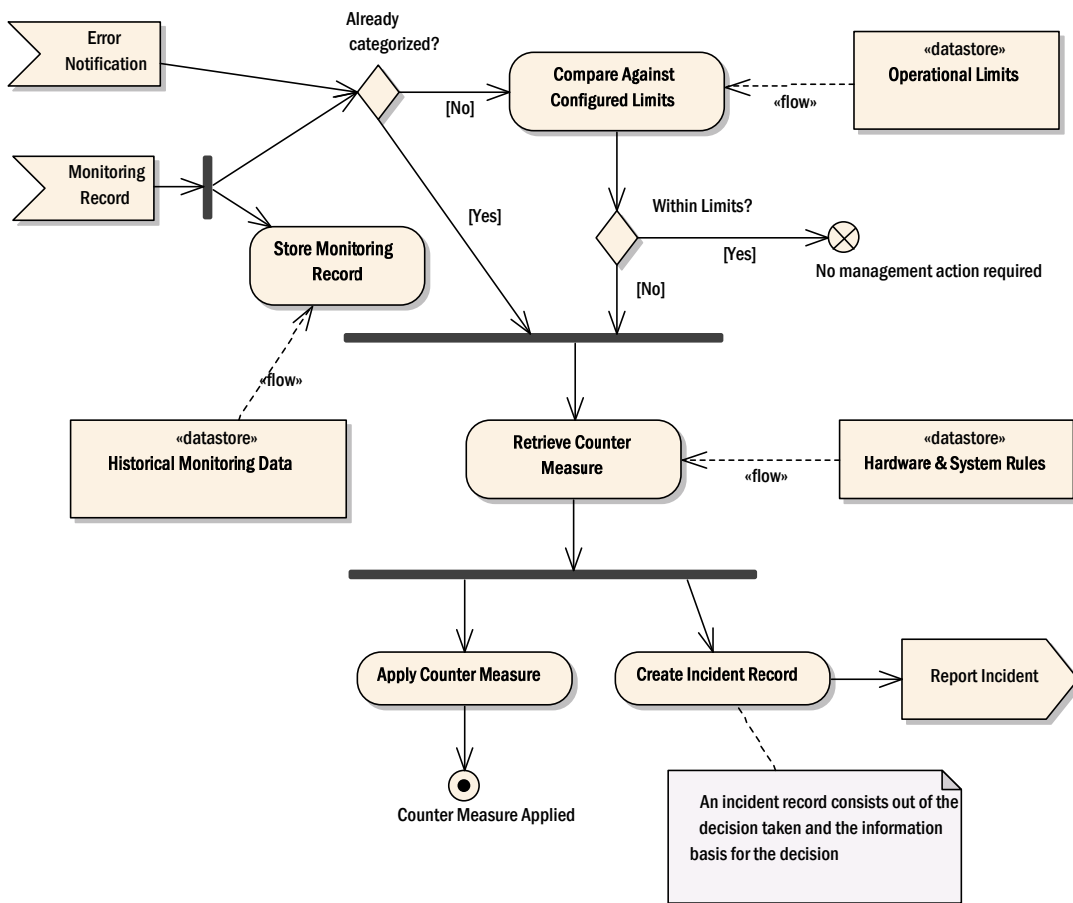 Error
Notification
Already
categorized?
Compare Against
Configured Limits
«datastore»
Operational Limits
«flow»
[No]
Monitoring
Record
[Yes]
Within Limits?
Store Monitoring
Record
[Yes]
No management action required
[No]
«flow»
«datastore»
Historical Monitoring Data
Retrieve Counter
Measure
«datastore»
Hardware & System Rules
«flow»
Apply Counter Measure
Create Incident Record
Report Incident
Counter Measure Applied
An incident record consists out of the
decision taken and the information
basis for the decision